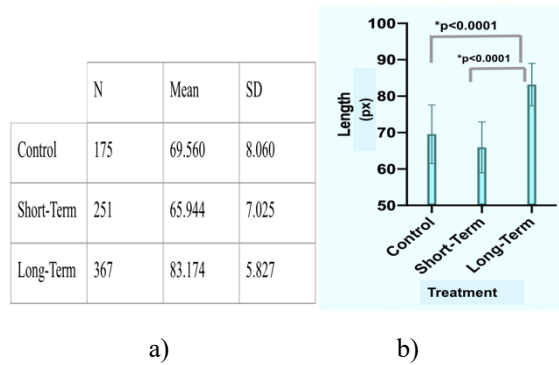 N Mean SD
Control 175 69.560 8.060
Short-Term 251 65.944 7.025
Long-Term 367 83.174 5.827
a)
100
90
80
70
60
50
Length
(px)
*p<0.0001
*p<0.0001
Control
Short-Term
Long-Term
Treatment
b)